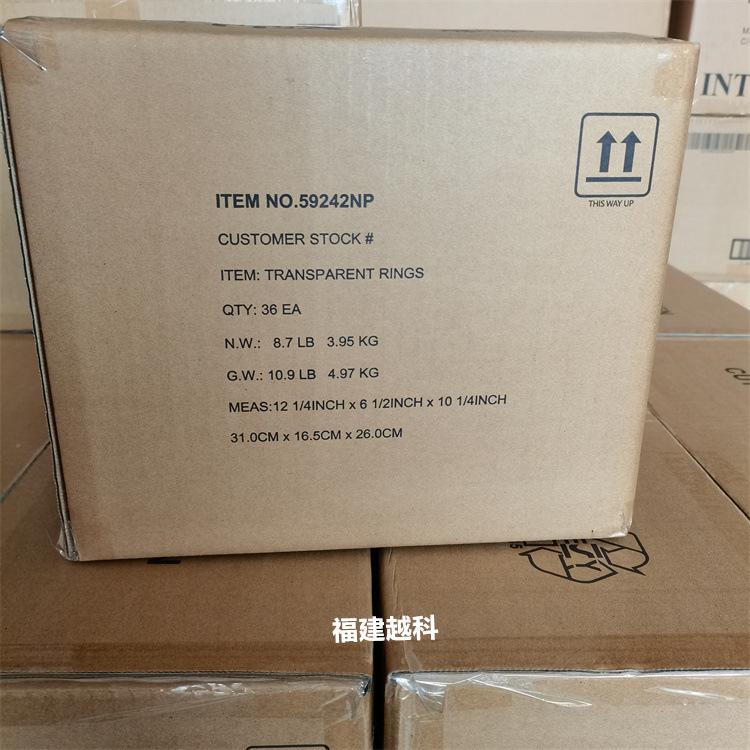 INT
THIS WAY UP
ITEM NO.59242NP
CUSTOMER STOCK #
ITEM: TRANSPARENT RINGS
QTY: 36 EA
N.W.: 8.7 LB 3.95 KG
G.W.: 10.9 LB 4.97 KG
MEAS:12 1/4INCH x 6 1/2INCH x 10 1/4INCH
31.0CM x 16.5CM x 26.0CM
福建越科